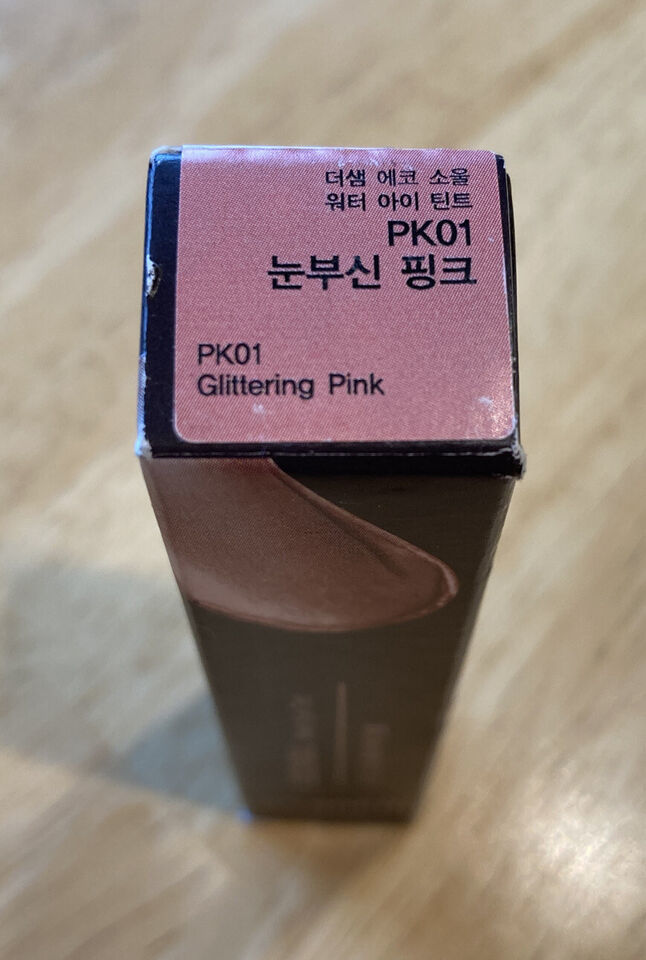 더샘 에코 소울
워터 아이 틴트
PK01
눈부신 핑크
PK01
Glittering Pink